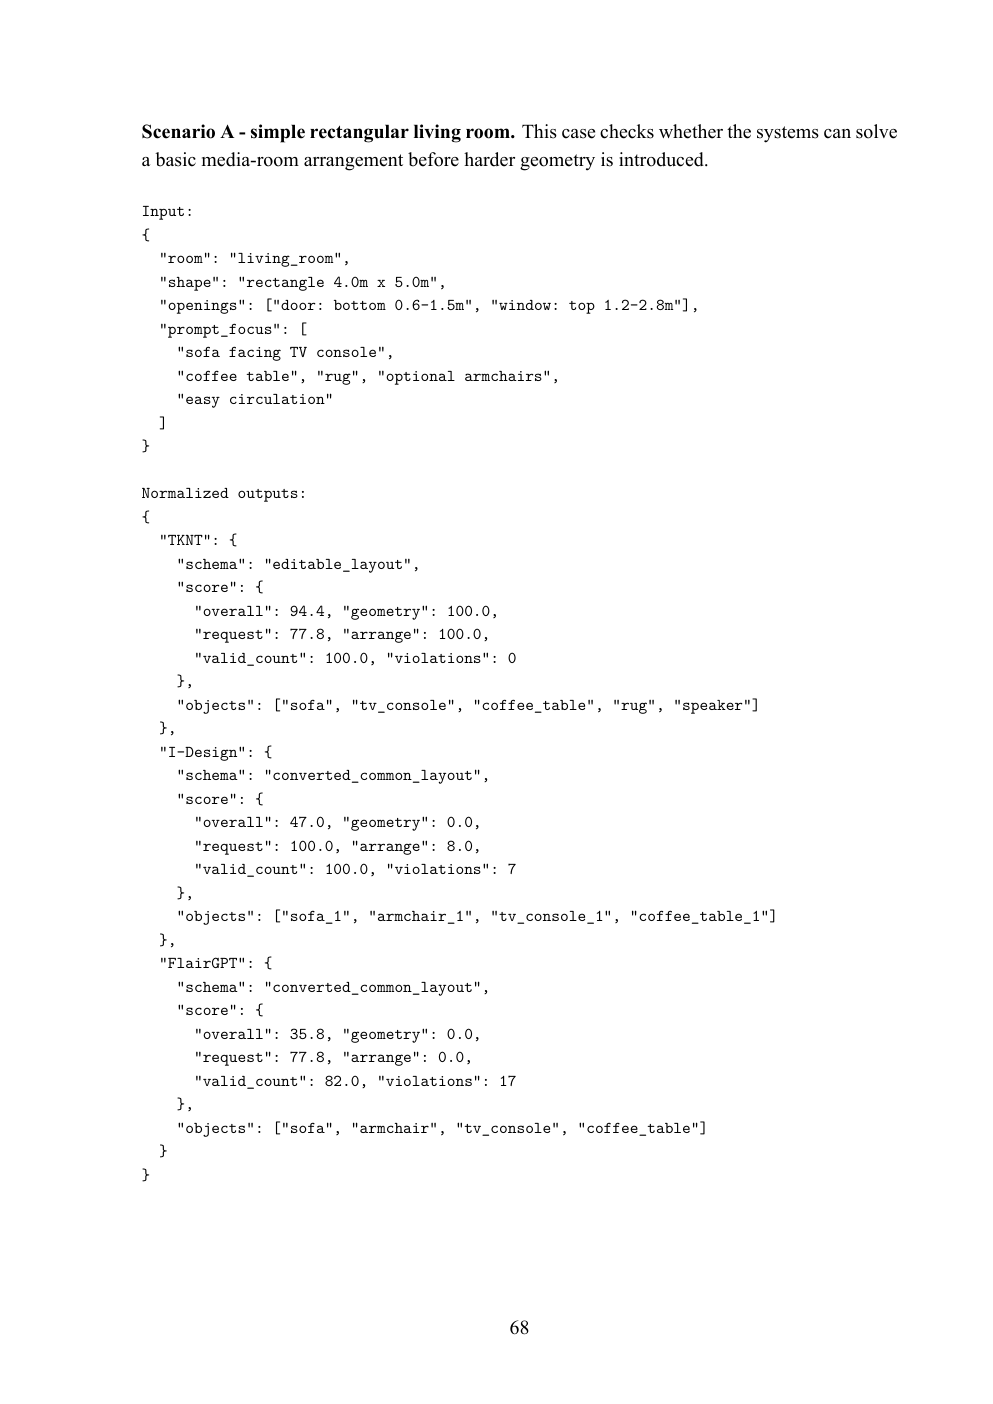 Scenario A - simple rectangular living room. This case checks whether the systems can solve
a basic media-room arrangement before harder geometry is introduced.
Input:
{
  "room": "living_room",
  "shape": "rectangle 4.0m x 5.0m",
  "openings": ["door: bottom 0.6-1.5m", "window: top 1.2-2.8m"],
  "prompt_focus": [
    "sofa facing TV console",
    "coffee table", "rug", "optional armchairs",
    "easy circulation"
  ]
}
Normalized outputs:
{
  "TKNT": {
    "schema": "editable_layout",
    "score": {
      "overall": 94.4, "geometry": 100.0,
      "request": 77.8, "arrange": 100.0,
      "valid_count": 100.0, "violations": 0
    },
    "objects": ["sofa", "tv_console", "coffee_table", "rug", "speaker"]
  },
  "I-Design": {
    "schema": "converted_common_layout",
    "score": {
      "overall": 47.0, "geometry": 0.0,
      "request": 100.0, "arrange": 8.0,
      "valid_count": 100.0, "violations": 7
    },
    "objects": ["sofa_1", "armchair_1", "tv_console_1", "coffee_table_1"]
  },
  "FlairGPT": {
    "schema": "converted_common_layout",
    "score": {
      "overall": 35.8, "geometry": 0.0,
      "request": 77.8, "arrange": 0.0,
      "valid_count": 82.0, "violations": 17
    },
    "objects": ["sofa", "armchair", "tv_console", "coffee_table"]
  }
}
68